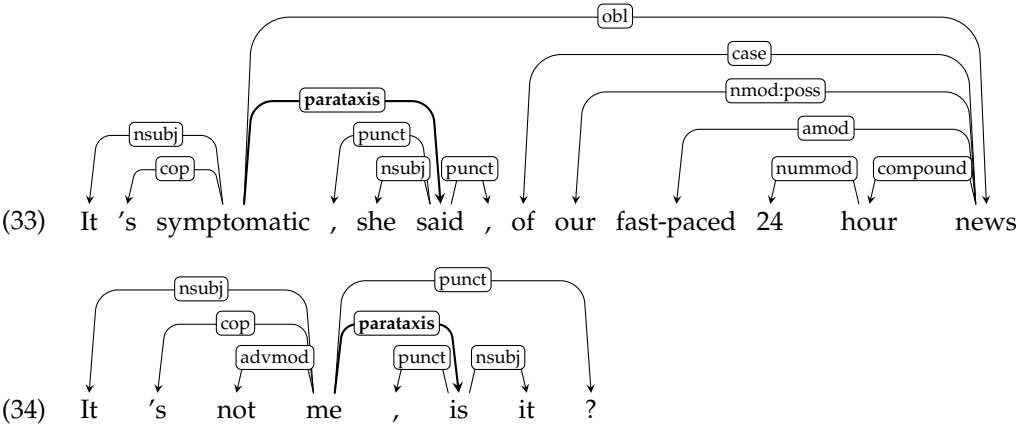 obl
case
nmod:poss
parataxis
amod
nsubj punct
cop nsubj punct nummod compound
(33) It 's symptomatic , she said , of our fast-paced 24 hour news
nsubj punct
cop parataxis
advmod punct nsubj
(34) It 's not me , is it ?